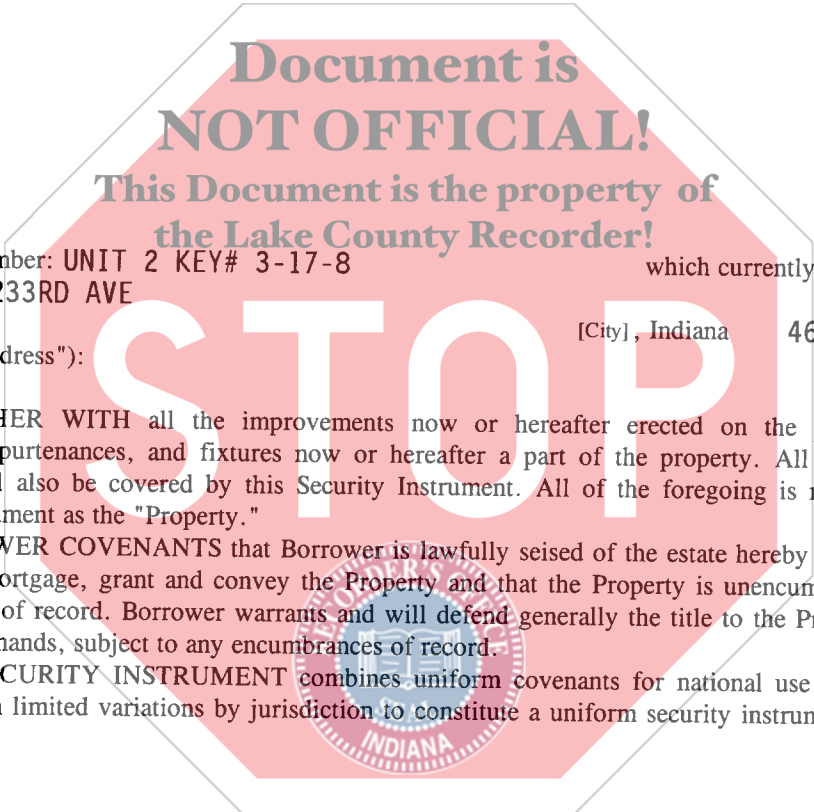 Document is
NOT OFFICIAL!
This Document is the property of
the Lake County Recorder!
nber: UNIT 2 KEY# 3-17-8 which currently
233RD AVE
[City], Indiana 46
dress"):
STOP
HER WITH all the improvements now or hereafter erected on the
purtenances, and fixtures now or hereafter a part of the property. All
also be covered by this Security Instrument. All of the foregoing is
ment as the "Property."
WER COVENANTS that Borrower is lawfully seised of the estate hereby
ortgage, grant and convey the Property and that the Property is unencum
of record. Borrower warrants and will defend generally the title to the Pr
nands, subject to any encumbrances of record.
CURITY INSTRUMENT combines uniform covenants for national use
limited variations by jurisdiction to constitute a uniform security instrum
RECORDER'S OFFICE
SEAL
INDIANA